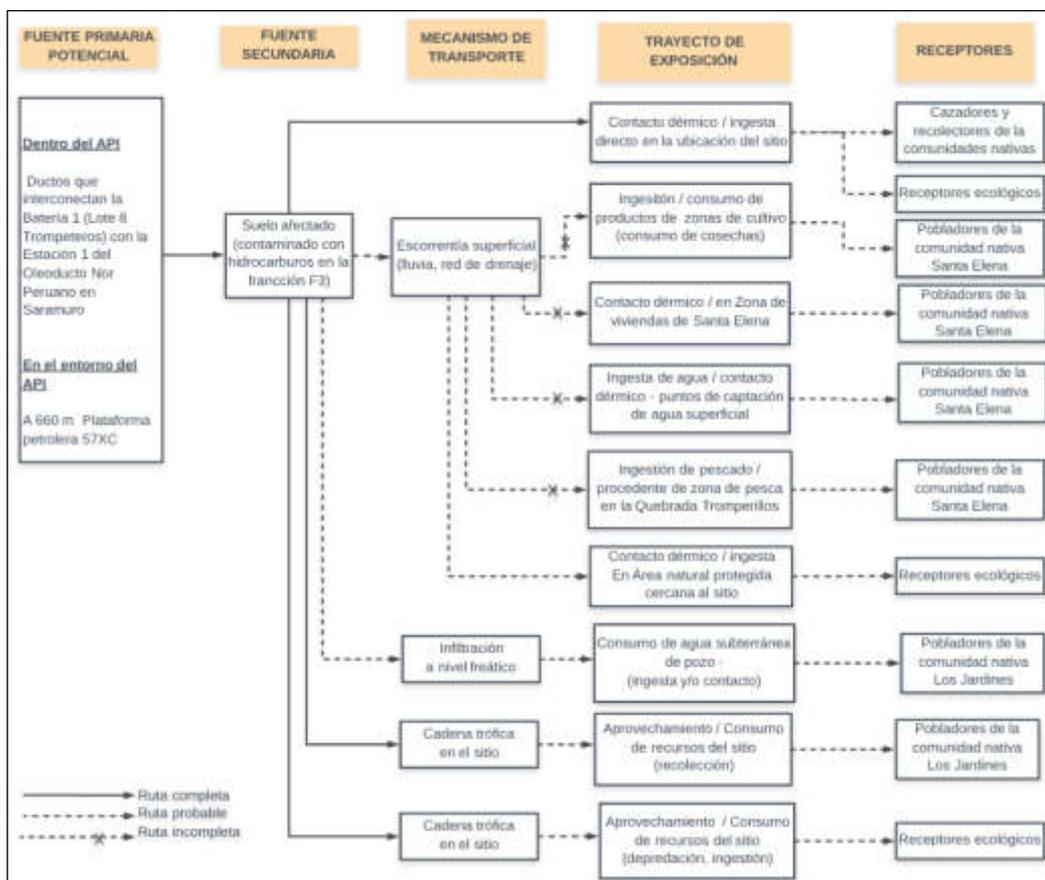 FUENTE PRIMARIA
POTENCIAL
FUENTE
SECUNDARIA
MECANISMO DE
TRANSPORTE
TRAYECTO DE
EXPOSICIÓN
RECEPTORES
Dentro del API
Ductos que
interconectan la
Batería 1 (Lote 8
Trompeteros) con la
Estación 1 del
Oleoducto Nor
Peruano en
Saramuro
En el entorno del
API
A 660 m Plataforma
petrolera 57XC
Suelo afectado
(contaminado con
hidrocarburos en la
francción F3)
Escorrentía superficial
(lluvia, red de drenaje)
Contacto dérmico / ingesta
directo en la ubicación del sitio
Cazadores y
recolectores de la
comunidades nativas
Receptores ecológicos
Ingesitón / consumo de
productos de zonas de cultivo
(consumo de cosechas)
Pobladores de la
comunidad nativa
Santa Elena
Contacto dérmico / en Zona de
viviendas de Santa Elena
Pobladores de la
comunidad nativa
Santa Elena
Ingesta de agua / contacto
dérmico - puntos de captación
de agua superficial
Pobladores de la
comunidad nativa
Santa Elena
Ingestión de pescado /
procedente de zona de pesca
en la Quebrada Tromperillos
Pobladores de la
comunidad nativa
Santa Elena
Contacto dérmico / ingesta
En Área natural protegida
cercana al sitio
Receptores ecológicos
Infiltración
a nivel freático
Consumo de agua subterránea
de pozo -
(ingesta y/o contacto)
Pobladores de la
comunidad nativa
Los Jardines
Cadena trófica
en el sitio
Aprovechamiento / Consumo
de recursos del sitio
(recolección)
Pobladores de la
comunidad nativa
Los Jardines
Cadena trófica
en el sitio
Aprovechamiento / Consumo
de recursos del sitio
(depredación, ingestión)
Receptores ecológicos
Ruta completa
Ruta probable
Ruta incompleta